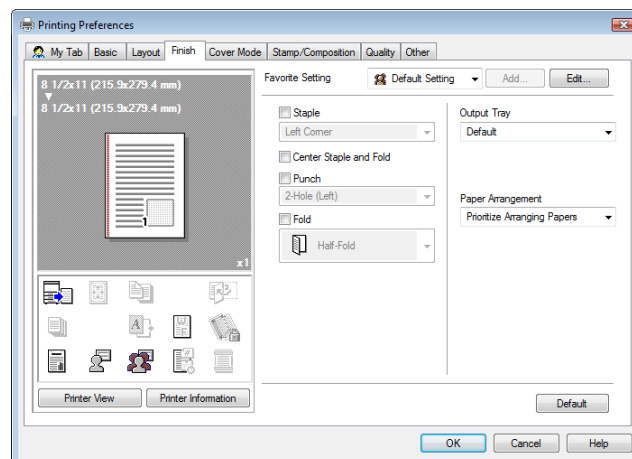 Printing Preferences
My Tab Basic Layout Finish Cover Mode Stamp/Composition Quality Other
8 1/2x11 (215.9x279.4 mm)
8 1/2x11 (215.9x279.4 mm)
1
x1
Printer View Printer Information
Favorite Setting Default Setting Add... Edit...
Staple
Left Corner
Center Staple and Fold
Punch
2-Hole (Left)
Fold
Half-Fold
Output Tray
Default
Paper Arrangement
Prioritize Arranging Papers
Default
OK Cancel Help